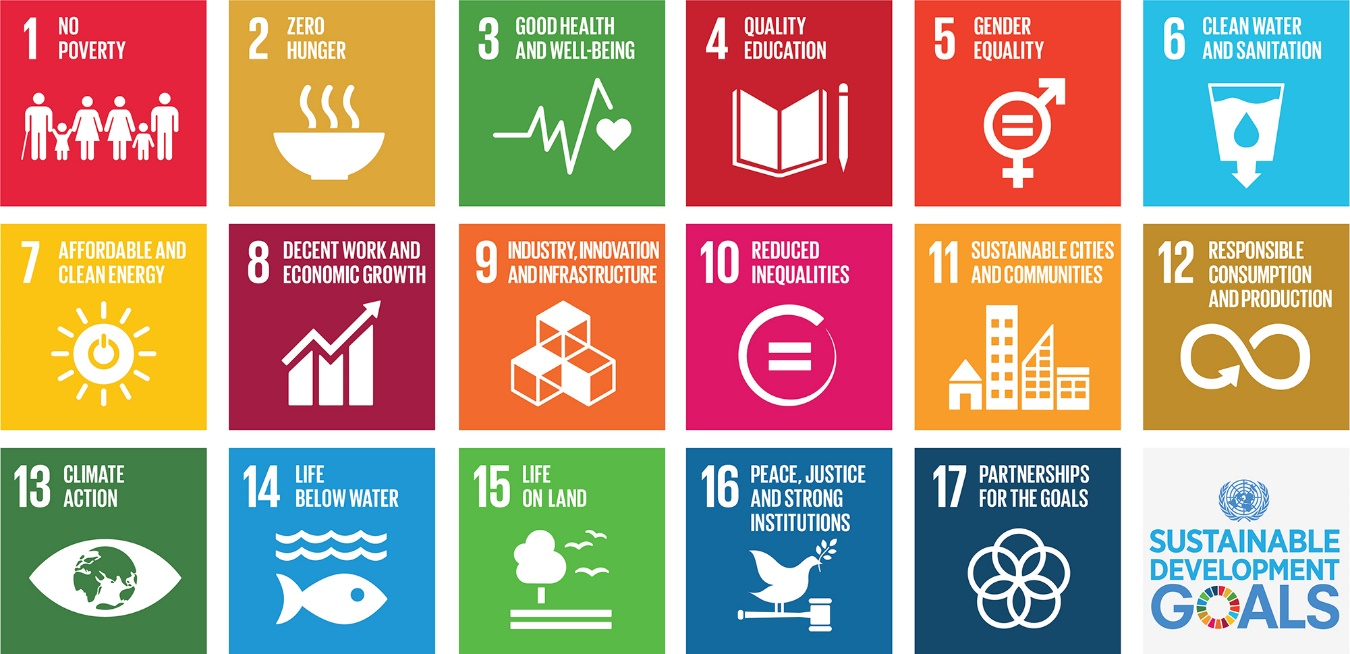 1 NO
POVERTY
2 ZERO
HUNGER
3 GOOD HEALTH
AND WELL-BEING
4 QUALITY
EDUCATION
5 GENDER
EQUALITY
6 CLEAN WATER
AND SANITATION
7 AFFORDABLE AND
CLEAN ENERGY
8 DECENT WORK AND
ECONOMIC GROWTH
9 INDUSTRY, INNOVATION
AND INFRASTRUCTURE
10 REDUCED
INEQUALITIES
11 SUSTAINABLE CITIES
AND COMMUNITIES
12 RESPONSIBLE
CONSUMPTION
AND PRODUCTION
13 CLIMATE
ACTION
14 LIFE
BELOW WATER
15 LIFE
ON LAND
16 PEACE, JUSTICE
AND STRONG
INSTITUTIONS
17 PARTNERSHIPS
FOR THE GOALS
SUSTAINABLE
DEVELOPMENT
GOALS